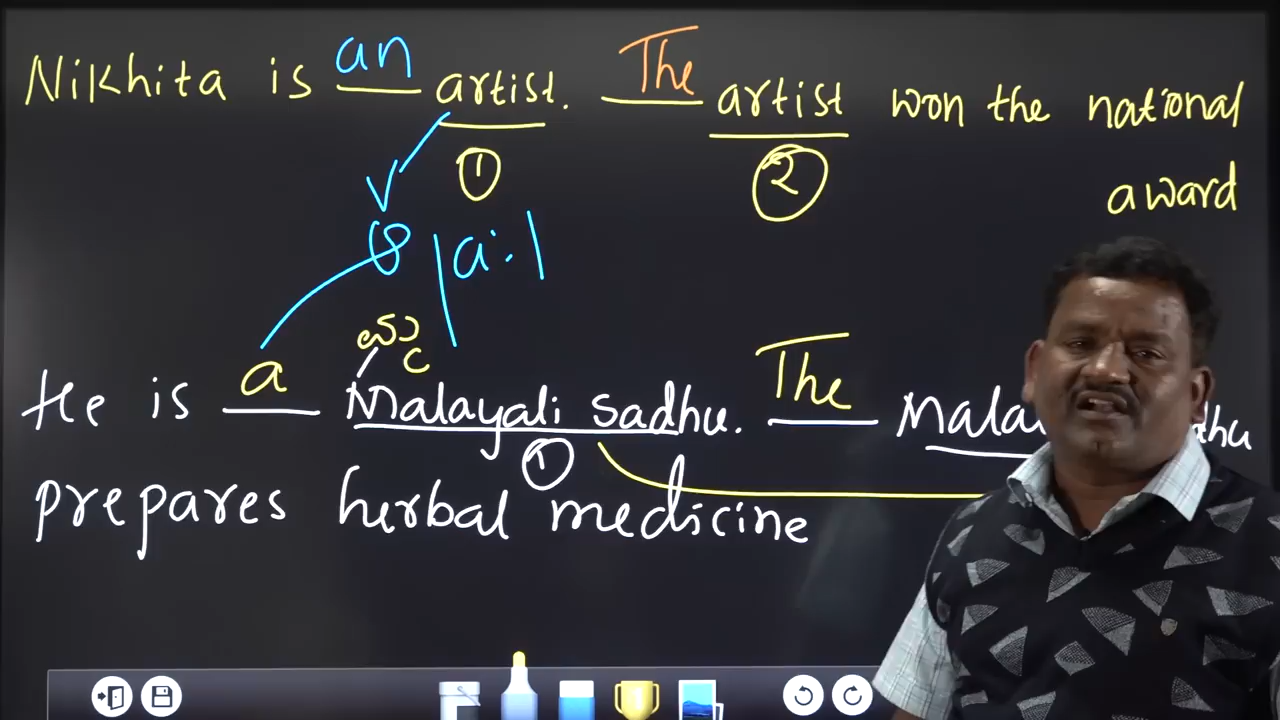 Nikhita is an artist. The artist won the national
award
1 2
/a:/
a Malayali sadhu. The
He is
1
prepares herbal medicine